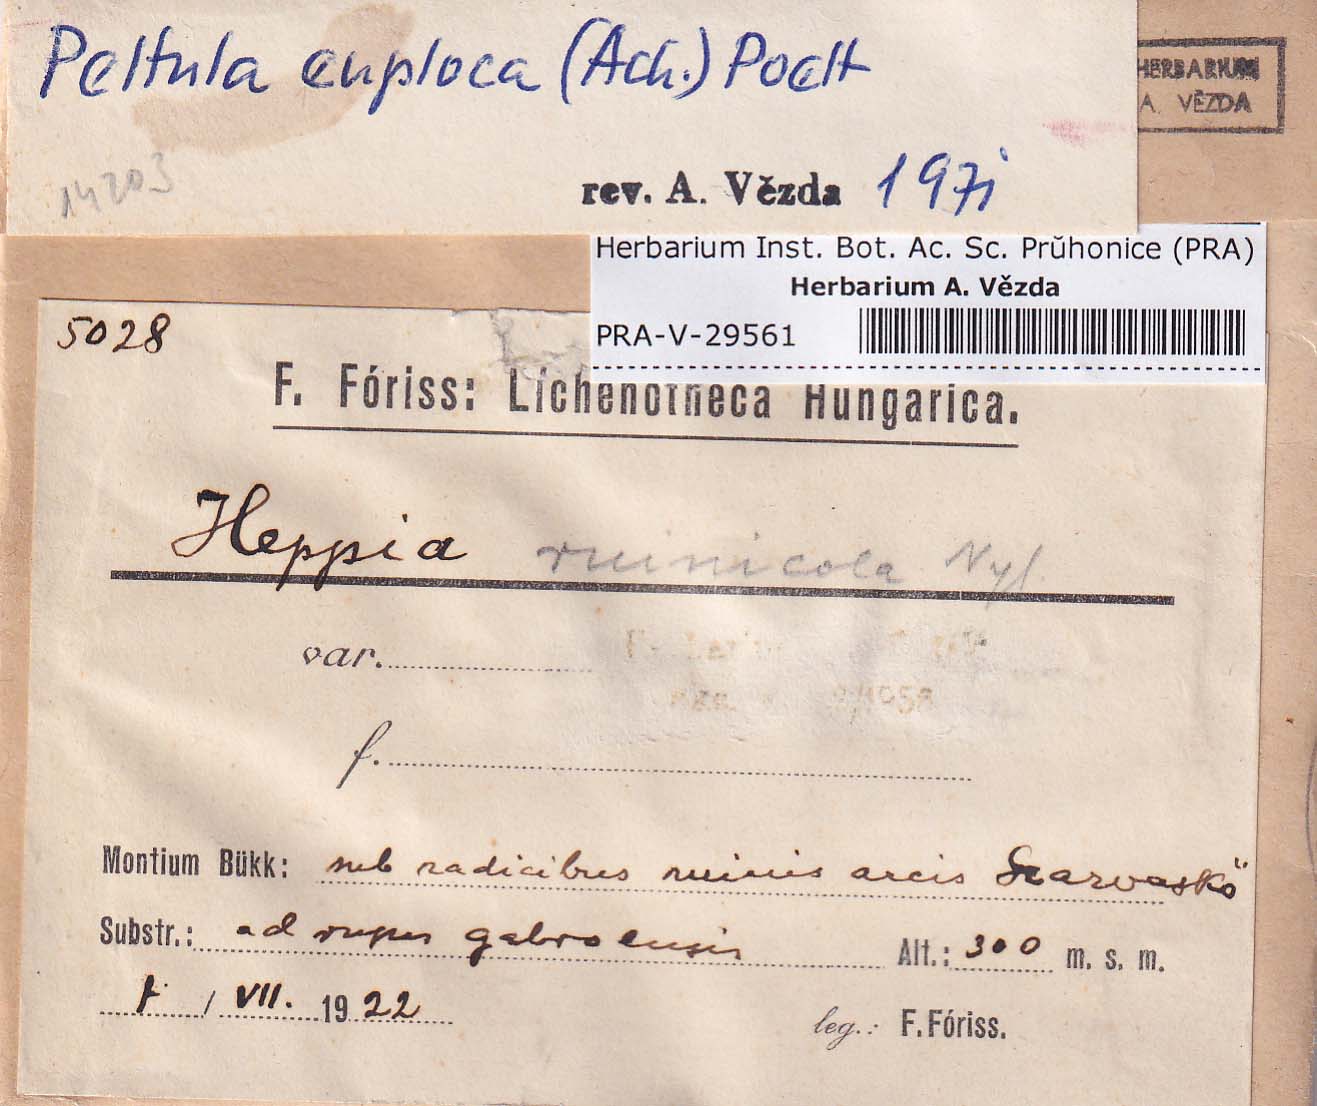 Peltula euploca (Ach.) Poelt
HERBARIUM
A. VĚZDA
14203
rev. A. Vězda 1971
Herbarium Inst. Bot. Ac. Sc. Prŭhonice (PRA)
Herbarium A. Vězda
PRA-V-29561
5028
F. Fóriss: Lichenotheca Hungarica.
Heppia ruinicola Nyl
var.
f.
Montium Bükk: sub radicibus ruinis arcis Szarvaskő
Substr.: ad rupes gabroensis Alt.: 300 m. s. m.
/ VII. 1922
leg.: F. Fóriss.